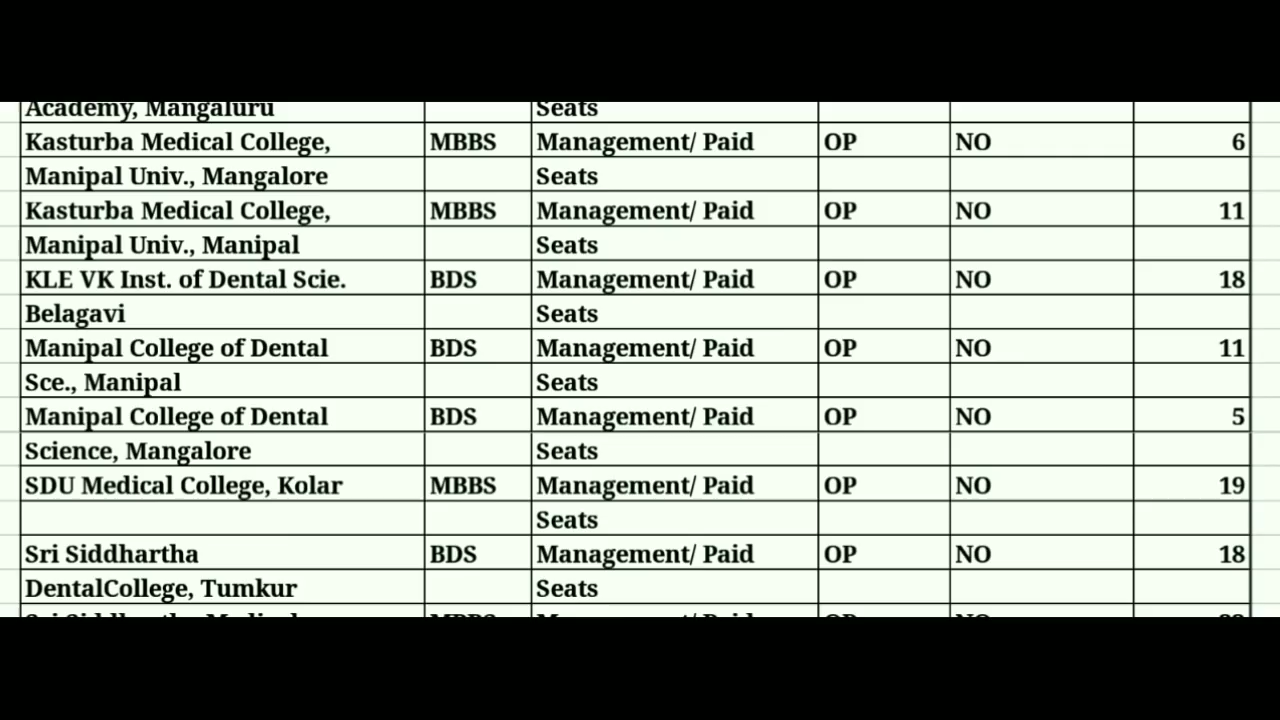 Academy, Mangaluru Seats
Kasturba Medical College, MBBS Management/ Paid OP NO 6
Manipal Univ., Mangalore Seats
Kasturba Medical College, MBBS Management/ Paid OP NO 11
Manipal Univ., Manipal Seats
KLE VK Inst. of Dental Scie. BDS Management/ Paid OP NO 18
Belagavi Seats
Manipal College of Dental BDS Management/ Paid OP NO 11
Sce., Manipal Seats
Manipal College of Dental BDS Management/ Paid OP NO 5
Science, Mangalore Seats
SDU Medical College, Kolar MBBS Management/ Paid OP NO 19
Seats
Sri Siddhartha BDS Management/ Paid OP NO 18
DentalCollege, Tumkur Seats